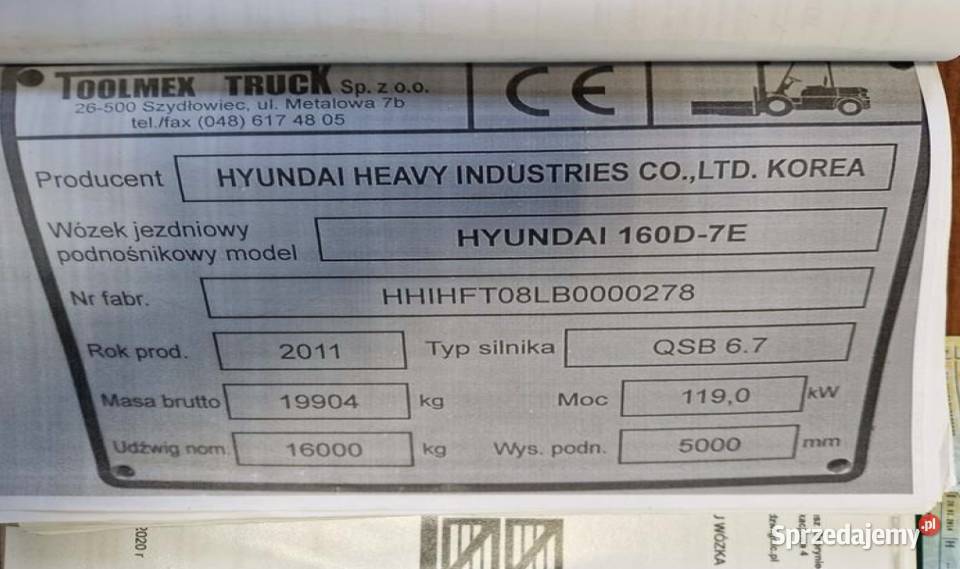 TOOLMEX TRUCK Sp. z o.o.
26-500 Szydłowiec, ul. Metalowa 7b
tel./fax (048) 617 48 05
CE
Producent HYUNDAI HEAVY INDUSTRIES CO.,LTD. KOREA
Wózek jezdniowy
podnośnikowy model HYUNDAI 160D-7E
Nr fabr. HHIHFT08LB0000278
Rok prod. 2011 Typ silnika QSB 6.7
Masa brutto 19904 kg Moc 119,0 kW
Udźwig nom. 16000 kg Wys. podn. 5000 mm
2020 r
WÓZKA
Sprzedajemy.pl